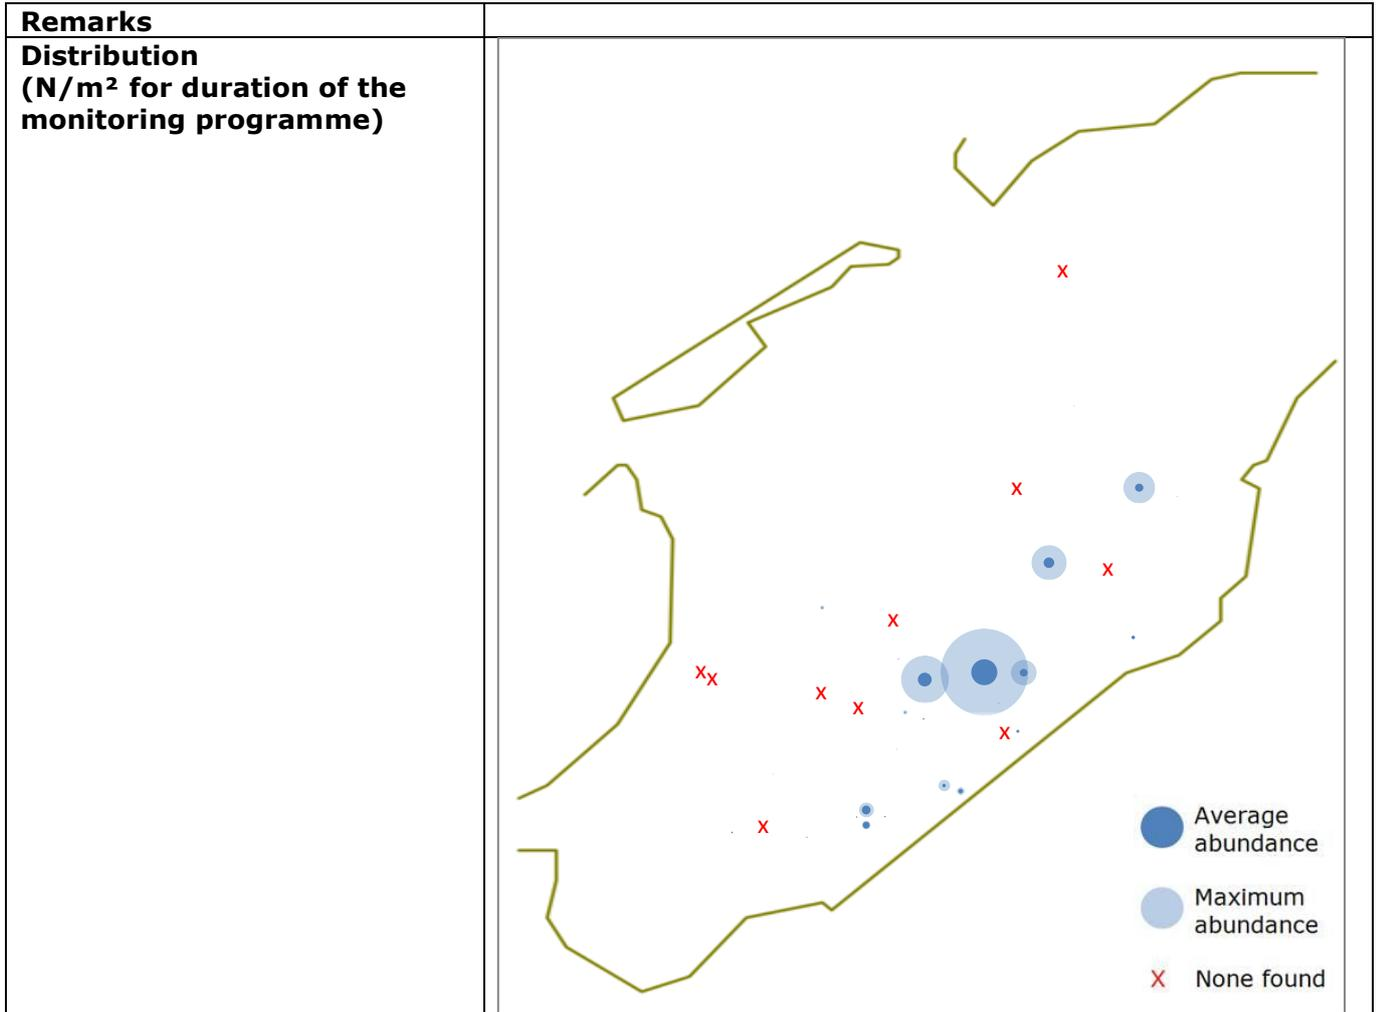 Remarks
Distribution
(N/m² for duration of the
monitoring programme)
X
X
X
X
X
X
X
X
X
X
Average
abundance
Maximum
abundance
X None found